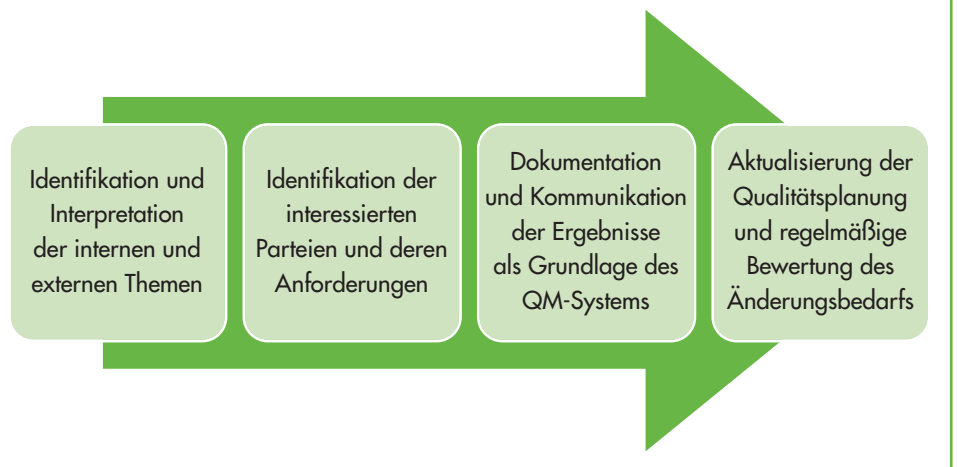 Identifikation und
Interpretation
der internen und
externen Themen
Identifikation der
interessierten
Parteien und deren
Anforderungen
Dokumentation
und Kommunikation
der Ergebnisse
als Grundlage des
QM-Systems
Aktualisierung der
Qualitätsplanung
und regelmäßige
Bewertung des
Änderungsbedarfs